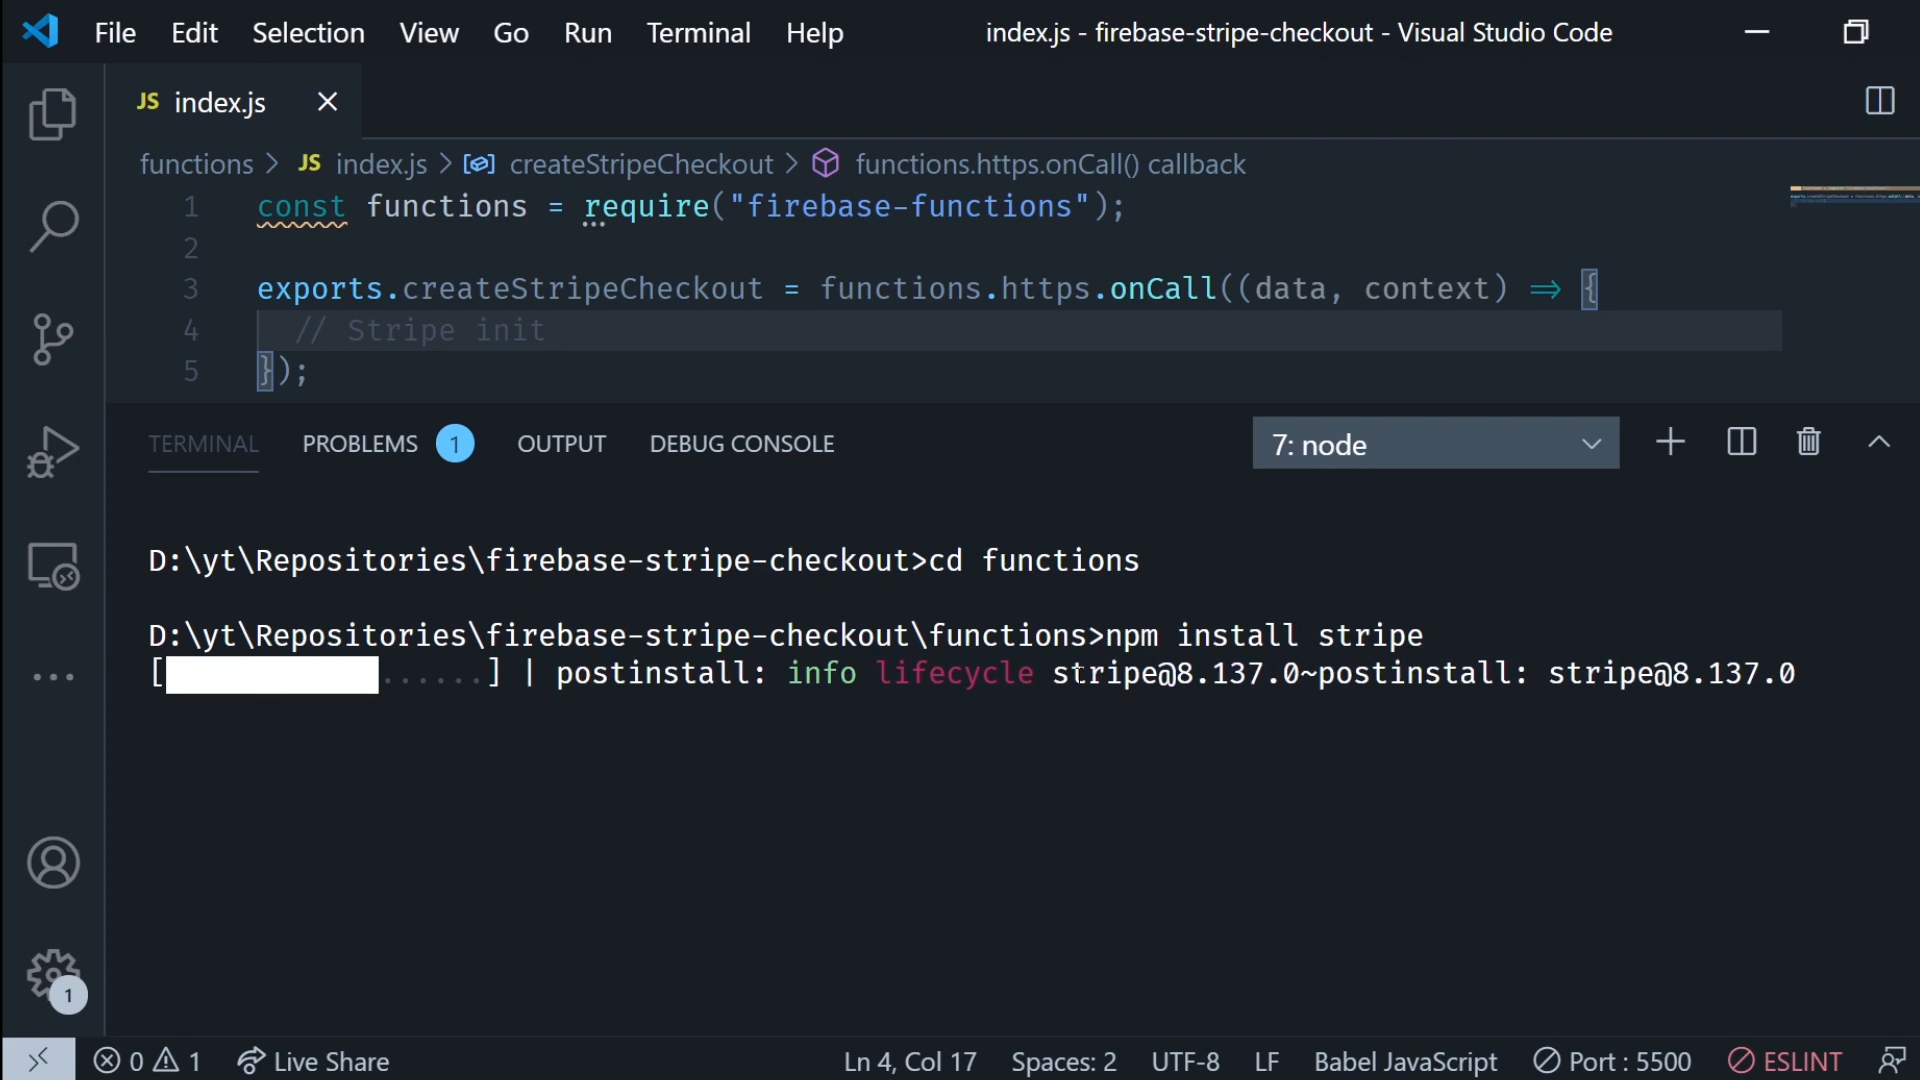 File Edit Selection View Go Run Terminal Help index.js - firebase-stripe-checkout - Visual Studio Code
JS index.js
functions > JS index.js > createStripeCheckout > functions.https.onCall() callback
1 const functions = require("firebase-functions");
2
3 exports.createStripeCheckout = functions.https.onCall((data, context) => {
4 // Stripe init
5 });
TERMINAL PROBLEMS 1 OUTPUT DEBUG CONSOLE 7: node
D:\yt\Repositories\firebase-stripe-checkout>cd functions
D:\yt\Repositories\firebase-stripe-checkout\functions>npm install stripe
[ ......] | postinstall: info lifecycle stripe@8.137.0~postinstall: stripe@8.137.0
1
0 1 Live Share Ln 4, Col 17 Spaces: 2 UTF-8 LF Babel JavaScript Port : 5500 ESLINT